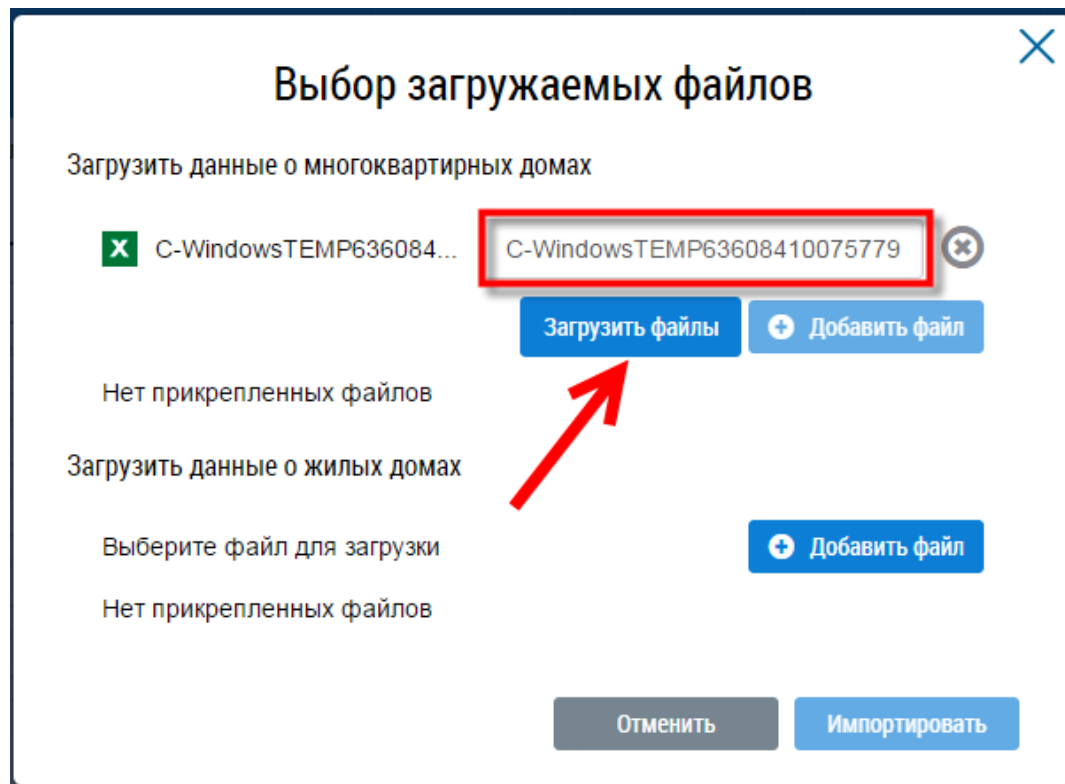 Выбор загружаемых файлов
Загрузить данные о многоквартирных домах
X C-WindowsTEMP636084... C-WindowsTEMP63608410075779
Загрузить файлы Добавить файл
Нет прикрепленных файлов
Загрузить данные о жилых домах
Выберите файл для загрузки Добавить файл
Нет прикрепленных файлов
Отменить Импортировать